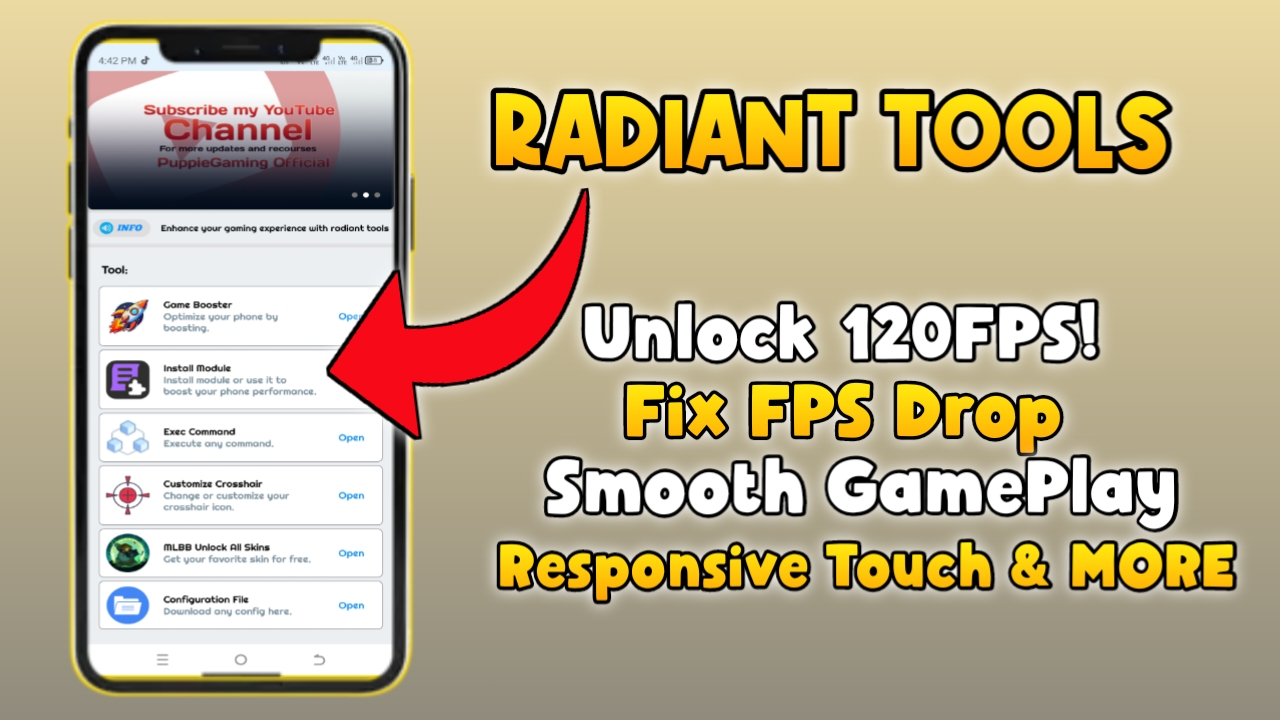 4:42 PM
Subscribe my YouTube
Channel
For more updates and recourses
PuppieGaming Official
INFO
Enhance your gaming experience with radiant tools
Tool:
Game Booster
Optimize your phone by
boosting.
Install Module
Install module or use it to
boost your phone performance.
Exec Command
Execute any command.
Open
Customize Crosshair
Change or customize your
crosshair icon.
Open
MLBB Unlock All Skins
Get your favorite skin for free.
Open
Configuration File
Download any config here.
Open
RADIANT TOOLS
Unlock 120FPS!
Fix FPS Drop
Smooth GamePlay
Responsive Touch & MORE